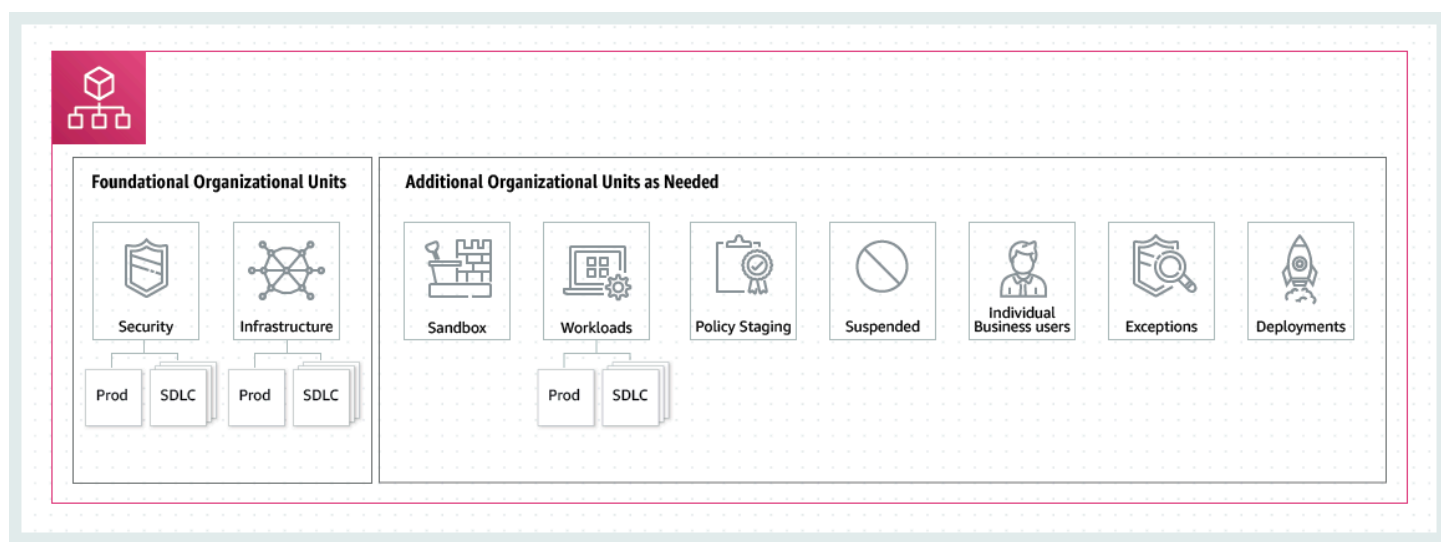 Foundational Organizational Units
Additional Organizational Units as Needed
Security
Infrastructure
Sandbox
Workloads
Policy Staging
Suspended
Individual
Business users
Exceptions
Deployments
Prod
SDLC
Prod
SDLC
Prod
SDLC